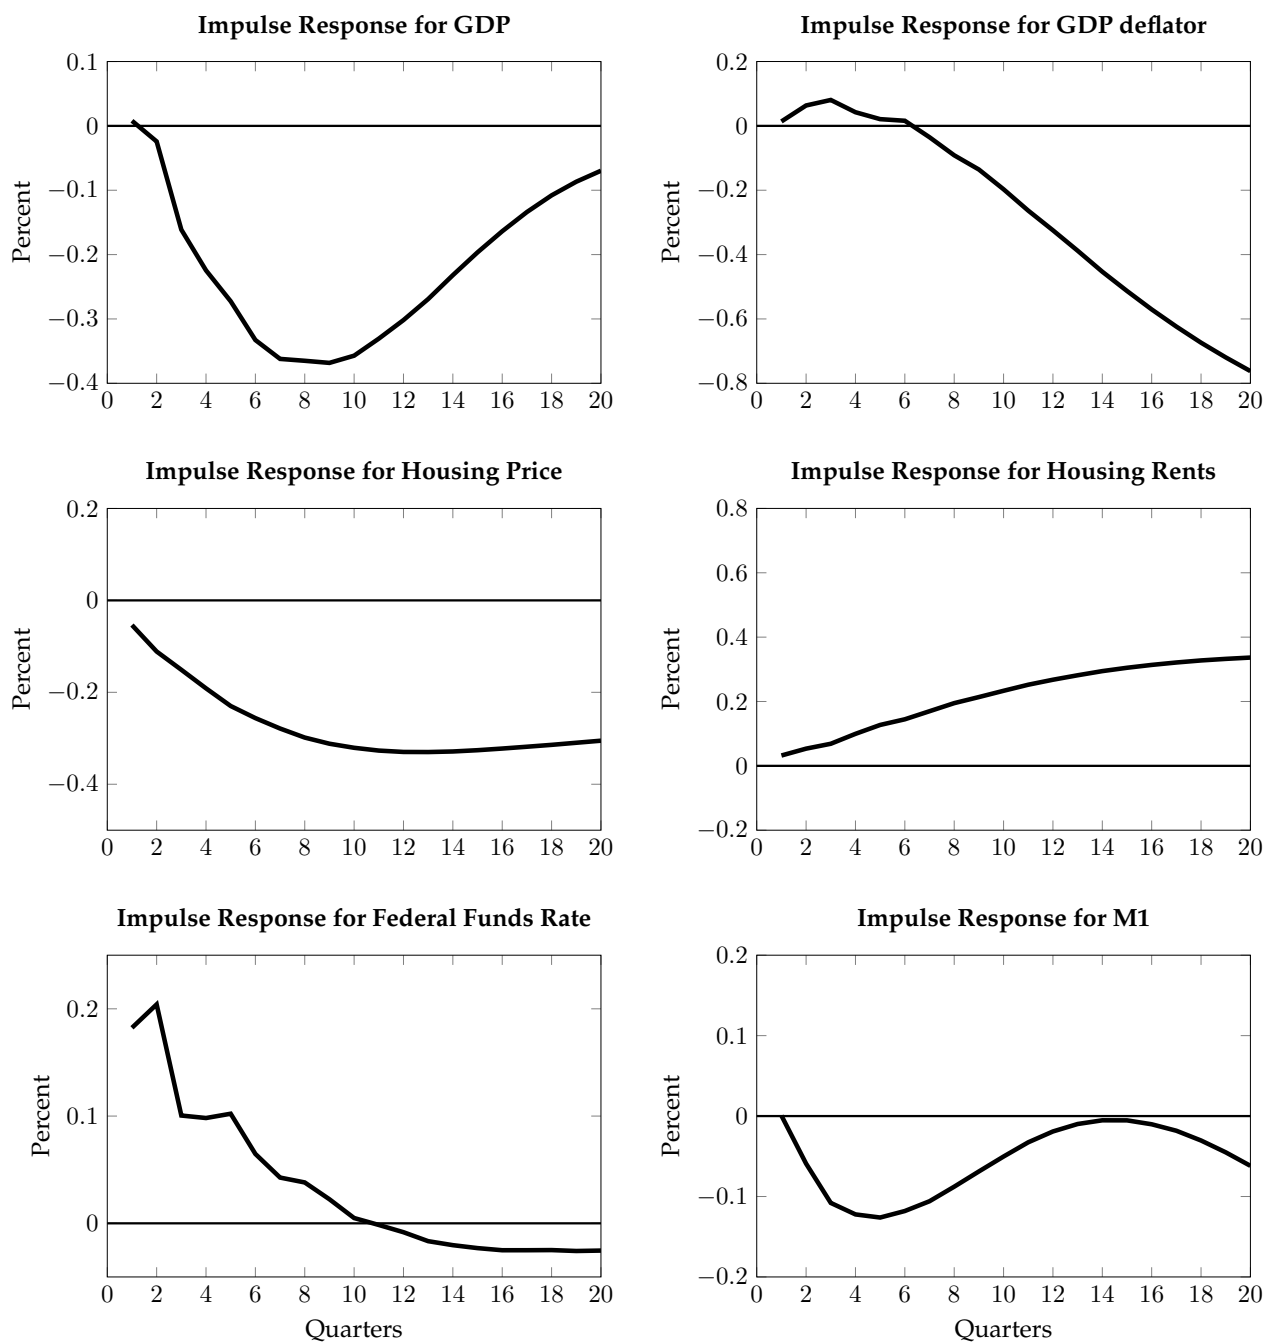 Impulse Response for GDP
Percent
0.1
0
−0.1
−0.2
−0.3
−0.4
0 2 4 6 8 10 12 14 16 18 20
Impulse Response for GDP deflator
Percent
0.2
0
−0.2
−0.4
−0.6
−0.8
0 2 4 6 8 10 12 14 16 18 20
Impulse Response for Housing Price
Percent
0.2
0
−0.2
−0.4
0 2 4 6 8 10 12 14 16 18 20
Impulse Response for Housing Rents
Percent
0.8
0.6
0.4
0.2
0
−0.2
0 2 4 6 8 10 12 14 16 18 20
Impulse Response for Federal Funds Rate
Percent
0.2
0.1
0
0 2 4 6 8 10 12 14 16 18 20
Quarters
Impulse Response for M1
Percent
0.2
0.1
0
−0.1
−0.2
0 2 4 6 8 10 12 14 16 18 20
Quarters